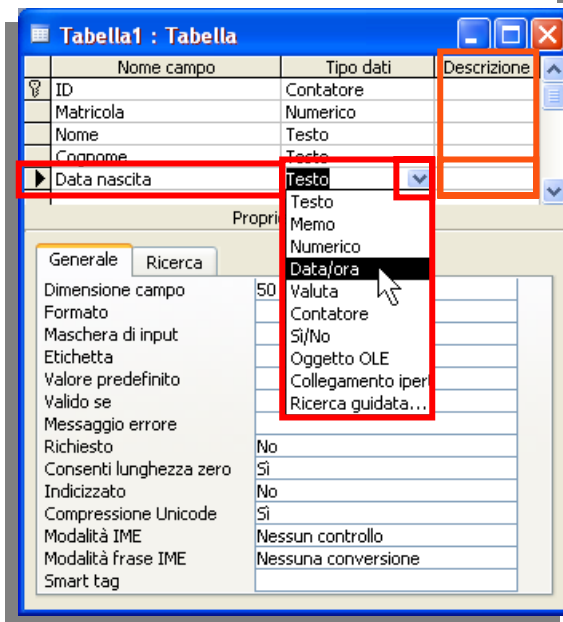 Tabella1 : Tabella
Nome campo Tipo dati Descrizione
ID Contatore
Matricola Numerico
Nome Testo
Cognome Testo
Data nascita Testo
Testo
Memo
Numerico
Data/ora
Valuta
Contatore
Sì/No
Oggetto OLE
Collegamento iper
Ricerca guidata...
Propri
Generale Ricerca
Dimensione campo 50
Formato
Maschera di input
Etichetta
Valore predefinito
Valido se
Messaggio errore
Richiesto No
Consenti lunghezza zero Sì
Indicizzato No
Compressione Unicode Sì
Modalità IME Nessun controllo
Modalità frase IME Nessuna conversione
Smart tag